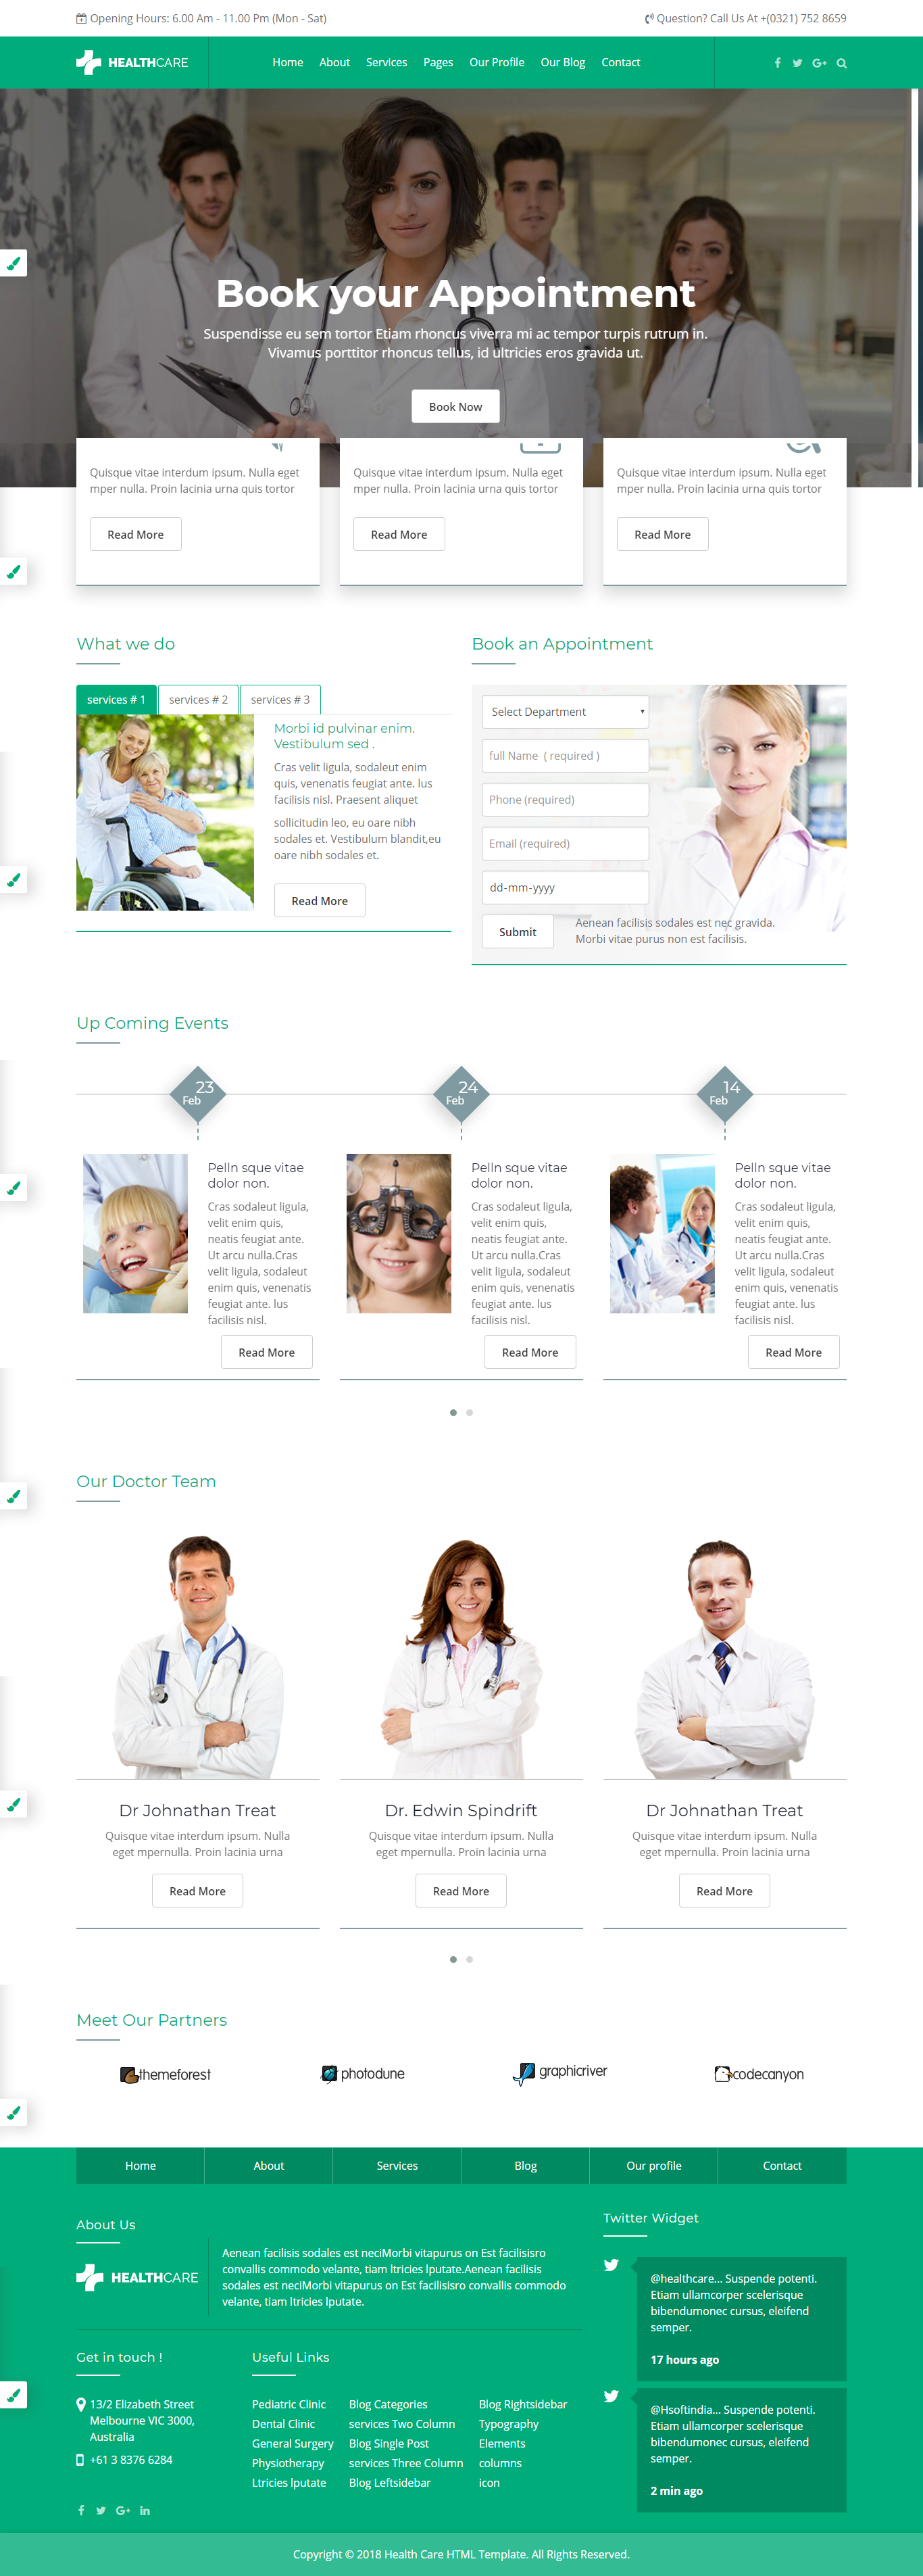 Opening Hours: 6.00 Am - 11.00 Pm (Mon - Sat)
Question? Call Us At +(0321) 752 8659
HEALTHCARE
Home About Services Pages Our Profile Our Blog Contact
Book your Appointment
Suspendisse eu sem tortor Etiam rhoncus viverra mi ac tempor turpis rutrum in.
Vivamus porttitor rhoncus tellus, id ultricies eros gravida ut.
Book Now
Quisque vitae interdum ipsum. Nulla eget
mper nulla. Proin lacinia urna quis tortor
Read More
Quisque vitae interdum ipsum. Nulla eget
mper nulla. Proin lacinia urna quis tortor
Read More
Quisque vitae interdum ipsum. Nulla eget
mper nulla. Proin lacinia urna quis tortor
Read More
What we do
services # 1 services # 2 services # 3
Morbi id pulvinar enim.
Vestibulum sed .
Cras velit ligula, sodaleut enim
quis, venenatis feugiat ante. lus
facilisis nisl. Praesent aliquet
sollicitudin leo, eu oare nibh
sodales et. Vestibulum blandit,eu
oare nibh sodales et.
Read More
Book an Appointment
Select Department
full Name ( required )
Phone (required)
Email (required)
dd-mm-yyyy
Submit
Aenean facilisis sodales est nec gravida.
Morbi vitae purus non est facilisis.
Up Coming Events
23
Feb
24
Feb
14
Feb
Pelln sque vitae
dolor non.
Cras sodaleut ligula,
velit enim quis,
neatis feugiat ante.
Ut arcu nulla.Cras
velit ligula, sodaleut
enim quis, venenatis
feugiat ante. lus
facilisis nisl.
Read More
Pelln sque vitae
dolor non.
Cras sodaleut ligula,
velit enim quis,
neatis feugiat ante.
Ut arcu nulla.Cras
velit ligula, sodaleut
enim quis, venenatis
feugiat ante. lus
facilisis nisl.
Read More
Pelln sque vitae
dolor non.
Cras sodaleut ligula,
velit enim quis,
neatis feugiat ante.
Ut arcu nulla.Cras
velit ligula, sodaleut
enim quis, venenatis
feugiat ante. lus
facilisis nisl.
Read More
Our Doctor Team
Dr Johnathan Treat
Quisque vitae interdum ipsum. Nulla
eget mpernulla. Proin lacinia urna
Read More
Dr. Edwin Spindrift
Quisque vitae interdum ipsum. Nulla
eget mpernulla. Proin lacinia urna
Read More
Dr Johnathan Treat
Quisque vitae interdum ipsum. Nulla
eget mpernulla. Proin lacinia urna
Read More
Meet Our Partners
themeforest
photodune
graphicriver
codecanyon
Home About Services Blog Our profile Contact
About Us
HEALTHCARE
Aenean facilisis sodales est neciMorbi vitapurus on Est facilisisro
convallis commodo velante, tiam ltricies lputate.Aenean facilisis
sodales est neciMorbi vitapurus on Est facilisisro convallis commodo
velante, tiam ltricies lputate.
Twitter Widget
@healthcare... Suspende potenti.
Etiam ullamcorper scelerisque
bibendumonec cursus, eleifend
semper.
17 hours ago
@Hsoftindia... Suspende potenti.
Etiam ullamcorper scelerisque
bibendumonec cursus, eleifend
semper.
2 min ago
Get in touch !
13/2 Elizabeth Street
Melbourne VIC 3000,
Australia
+61 3 8376 6284
Useful Links
Pediatric Clinic
Dental Clinic
General Surgery
Physiotherapy
Ltricies lputate
Blog Categories
services Two Column
Blog Single Post
services Three Column
Blog Leftsidebar
Blog Rightsidebar
Typography
Elements
columns
icon
Copyright © 2018 Health Care HTML Template. All Rights Reserved.